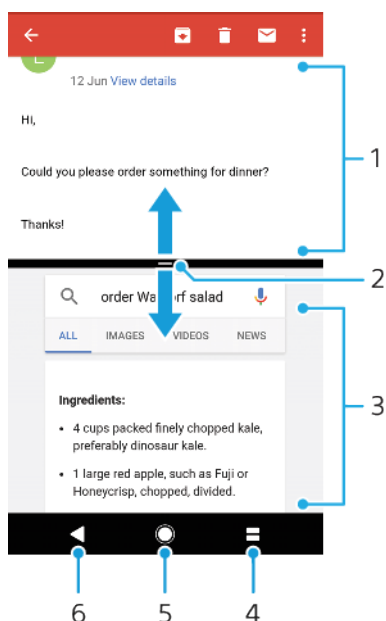 12 Jun View details
Hi,
1
Could you please order something for dinner?
Thanks!
2
order Wa rf salad
ALL IMAGES VIDEOS NEWS
3
Ingredients:
• 4 cups packed finely chopped kale,
preferably dinosaur kale.
• 1 large red apple, such as Fuji or
Honeycrisp, chopped, divided.
6 5 4